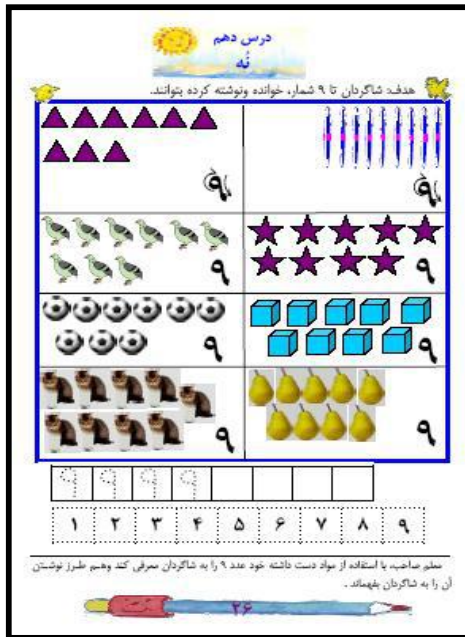 درس دهم
نُه
هدف: شاگردان تا ۹ شمار، خوانده ونوشته کرده بتوانند.
۹ ۹
۹ ۹
۹ ۹
۹ ۹
۹ ۹ ۹ ۹
۱ ۲ ۳ ۴ ۵ ۶ ۷ ۸ ۹
معلم صاحب، با استفاده از مواد دست داشته خود عدد ۹ را به شاگردان معرفی کند وهم طرز نوشتن
آن را به شاگردان بفهماند .
۲۶